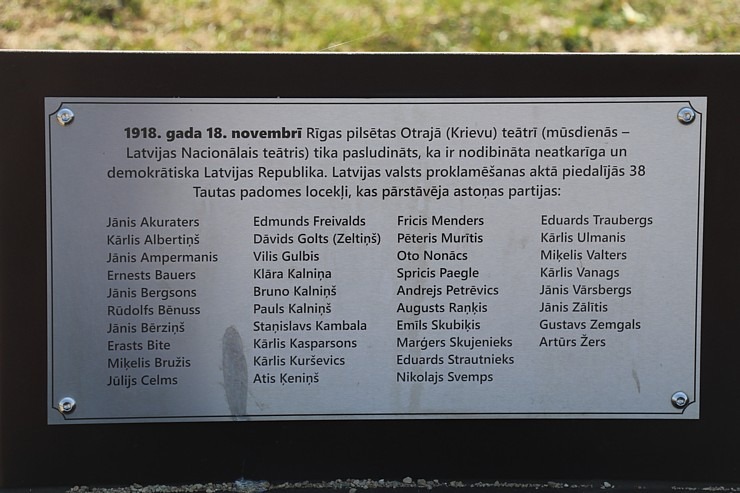 1918. gada 18. novembrī Rīgas pilsētas Otrajā (Krievu) teātrī (mūsdienās –
Latvijas Nacionālais teātris) tika pasludināts, ka ir nodibināta neatkarīga un
demokrātiska Latvijas Republika. Latvijas valsts proklamēšanas aktā piedalījās 38
Tautas padomes locekļi, kas pārstāvēja astoņas partijas:
Jānis Akuraters
Kārlis Albertiņš
Jānis Ampermanis
Ernests Bauers
Jānis Bergsons
Rūdolfs Bēnuss
Jānis Bērziņš
Erasts Bite
Miķelis Bružis
Jūlijs Celms
Edmunds Freivalds
Dāvids Golts (Zeltiņš)
Vilis Gulbis
Klāra Kalniņa
Bruno Kalniņš
Pauls Kalniņš
Staņislavs Kambala
Kārlis Kasparsons
Kārlis Kurševics
Atis Ķeniņš
Fricis Menders
Pēteris Murītis
Oto Nonācs
Spricis Paegle
Andrejs Petrēvics
Augusts Raņķis
Emīls Skubiķis
Marģers Skujenieks
Eduards Strautnieks
Nikolajs Svemps
Eduards Traubergs
Kārlis Ulmanis
Miķelis Valters
Kārlis Vanags
Jānis Vārsbergs
Jānis Zālītis
Gustavs Zemgals
Artūrs Žers